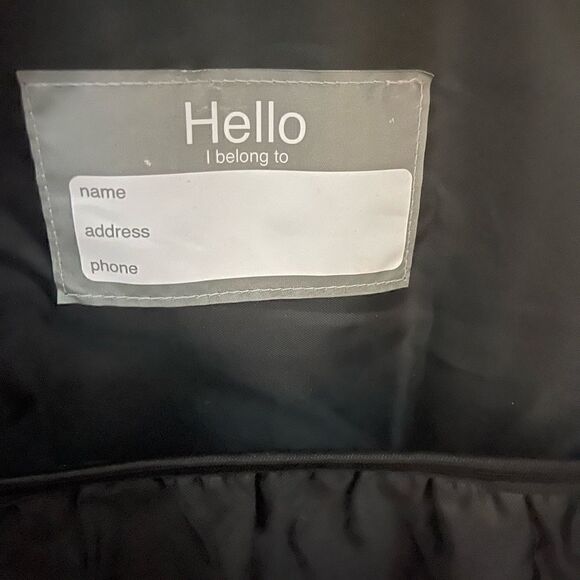 Hello
I belong to
name
address
phone